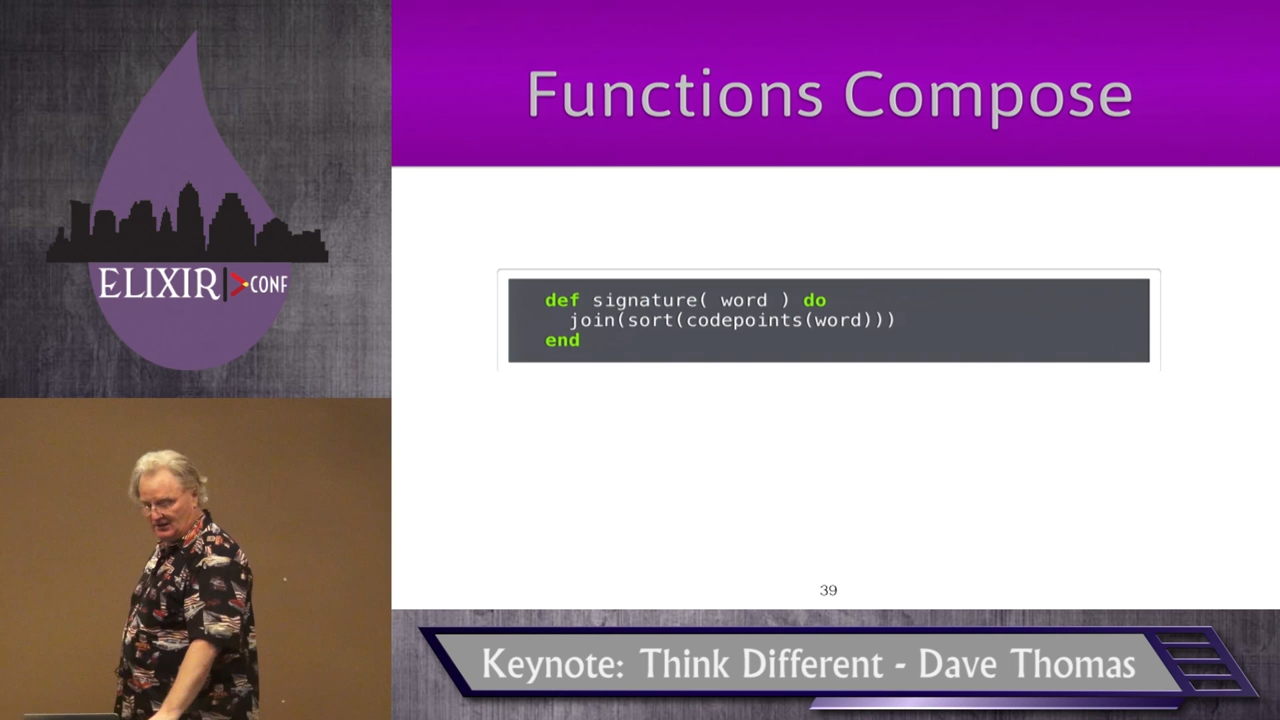 Functions Compose
ELIXIR|>CONF
def signature( word ) do
join(sort(codepoints(word)))
end
39
Keynote: Think Different - Dave Thomas